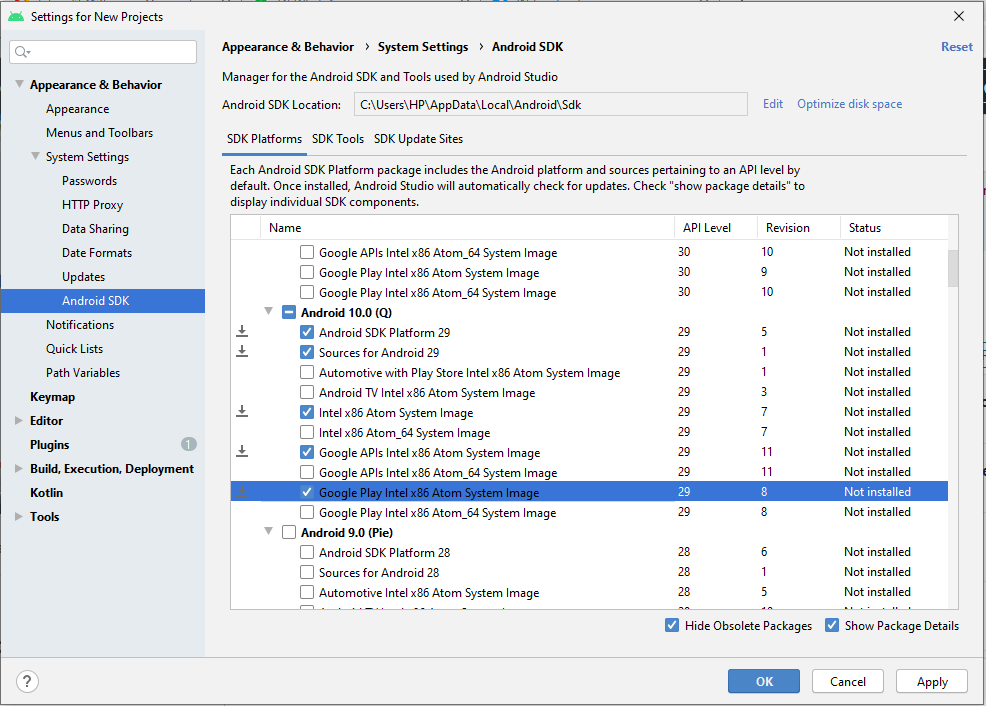 Settings for New Projects
Appearance & Behavior
Appearance
Menus and Toolbars
System Settings
Passwords
HTTP Proxy
Data Sharing
Date Formats
Updates
Android SDK
Notifications
Quick Lists
Path Variables
Keymap
Editor
Plugins 1
Build, Execution, Deployment
Kotlin
Tools
Appearance & Behavior › System Settings › Android SDK Reset
Manager for the Android SDK and Tools used by Android Studio
Android SDK Location: C:\Users\HP\AppData\Local\Android\Sdk Edit Optimize disk space
SDK Platforms SDK Tools SDK Update Sites
Each Android SDK Platform package includes the Android platform and sources pertaining to an API level by
default. Once installed, Android Studio will automatically check for updates. Check "show package details" to
display individual SDK components.
Name API Level Revision Status
Google APIs Intel x86 Atom_64 System Image 30 10 Not installed
Google Play Intel x86 Atom System Image 30 9 Not installed
Google Play Intel x86 Atom_64 System Image 30 10 Not installed
Android 10.0 (Q)
Android SDK Platform 29 29 5 Not installed
Sources for Android 29 29 1 Not installed
Automotive with Play Store Intel x86 Atom System Image 29 1 Not installed
Android TV Intel x86 Atom System Image 29 3 Not installed
Intel x86 Atom System Image 29 7 Not installed
Intel x86 Atom_64 System Image 29 7 Not installed
Google APIs Intel x86 Atom System Image 29 11 Not installed
Google APIs Intel x86 Atom_64 System Image 29 11 Not installed
Google Play Intel x86 Atom System Image 29 8 Not installed
Google Play Intel x86 Atom_64 System Image 29 8 Not installed
Android 9.0 (Pie)
Android SDK Platform 28 28 6 Not installed
Sources for Android 28 28 1 Not installed
Automotive Intel x86 Atom System Image 28 5 Not installed
Hide Obsolete Packages Show Package Details
? OK Cancel Apply